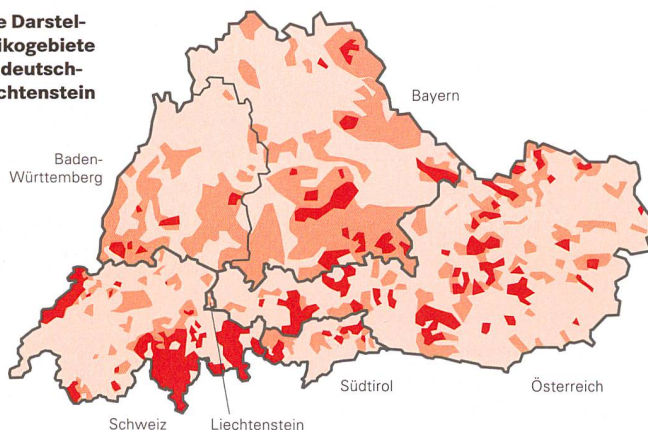 e Darstel-
ikogebiete
deutsch-
chtenstein
Bayern
Baden-
Württemberg
Südtirol
Österreich
Schweiz
Liechtenstein